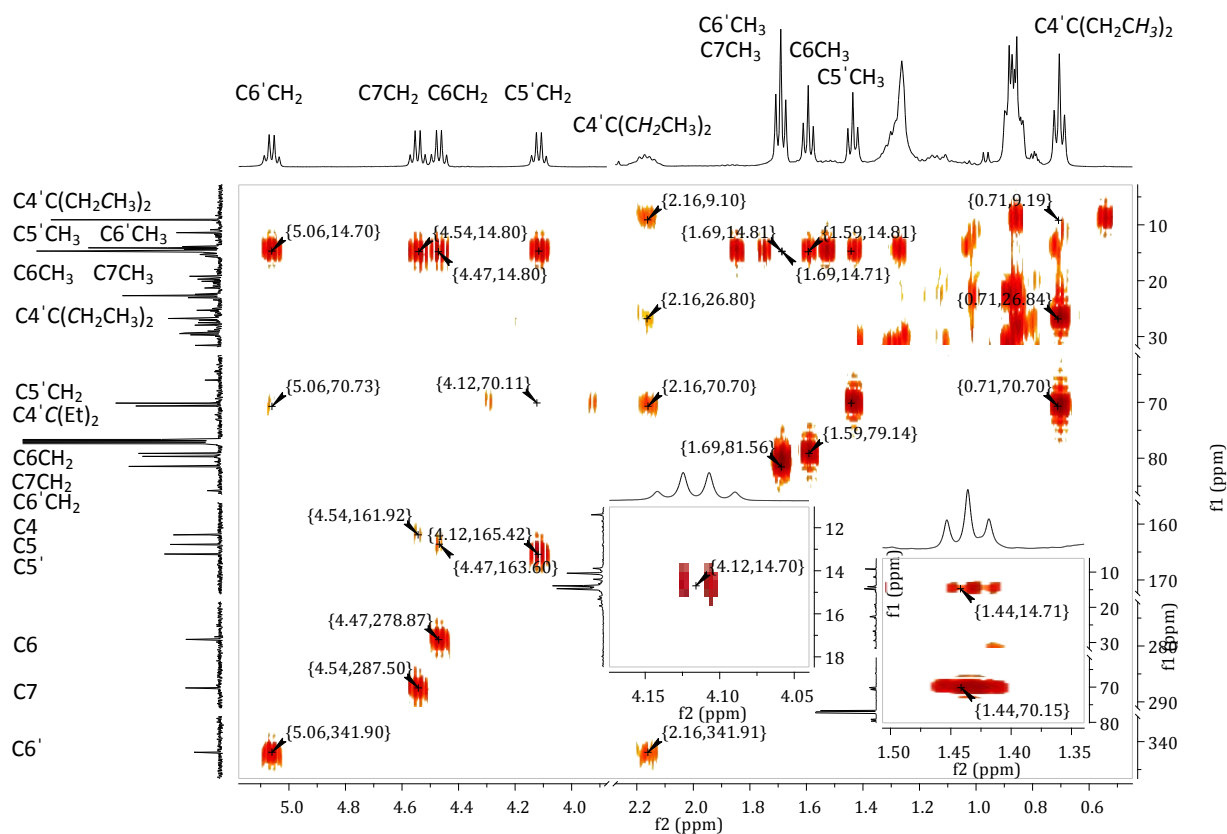 C6'CH₃
C7CH₃
C6CH₃
C5'CH₃
C4'C(CH₂CH₃)₂
C6'CH₂
C7CH₂
C6CH₂
C5'CH₂
C4'C(CH₂CH₃)₂
C4'C(CH₂CH₃)₂
C5'CH₃ C6'CH₃
C6CH₃ C7CH₃
C4'C(CH₂CH₃)₂
C5'CH₂
C4'C(Et)₂
C6CH₂
C7CH₂
C6'CH₂
C4
C5
C5'
C6
C7
C6'
{5.06,14.70}
{4.54,14.80}
{4.47,14.80}
{2.16,9.10}
{0.71,9.19}
{1.69,14.81}
{1.59,14.81}
{1.69,14.71}
{2.16,26.80}
{0.71,26.84}
{5.06,70.73}
{4.12,70.11}
{2.16,70.70}
{0.71,70.70}
{1.69,81.56}
{1.59,79.14}
{4.54,161.92}
{4.12,165.42}
{4.47,163.60}
{4.47,278.87}
{4.54,287.50}
{5.06,341.90}
{2.16,341.91}
{4.12,14.70}
12
14
16
18
4.15 4.10 4.05
f2 (ppm)
{1.44,14.71}
{1.44,70.15}
10
20
30
70
80
f1 (ppm)
1.50 1.45 1.40 1.35
f2 (ppm)
10
20
30
70
80
160
170
280
290
340
f1 (ppm)
5.0 4.8 4.6 4.4 4.2 4.0 2.2 2.0 1.8 1.6 1.4 1.2 1.0 0.8 0.6
f2 (ppm)